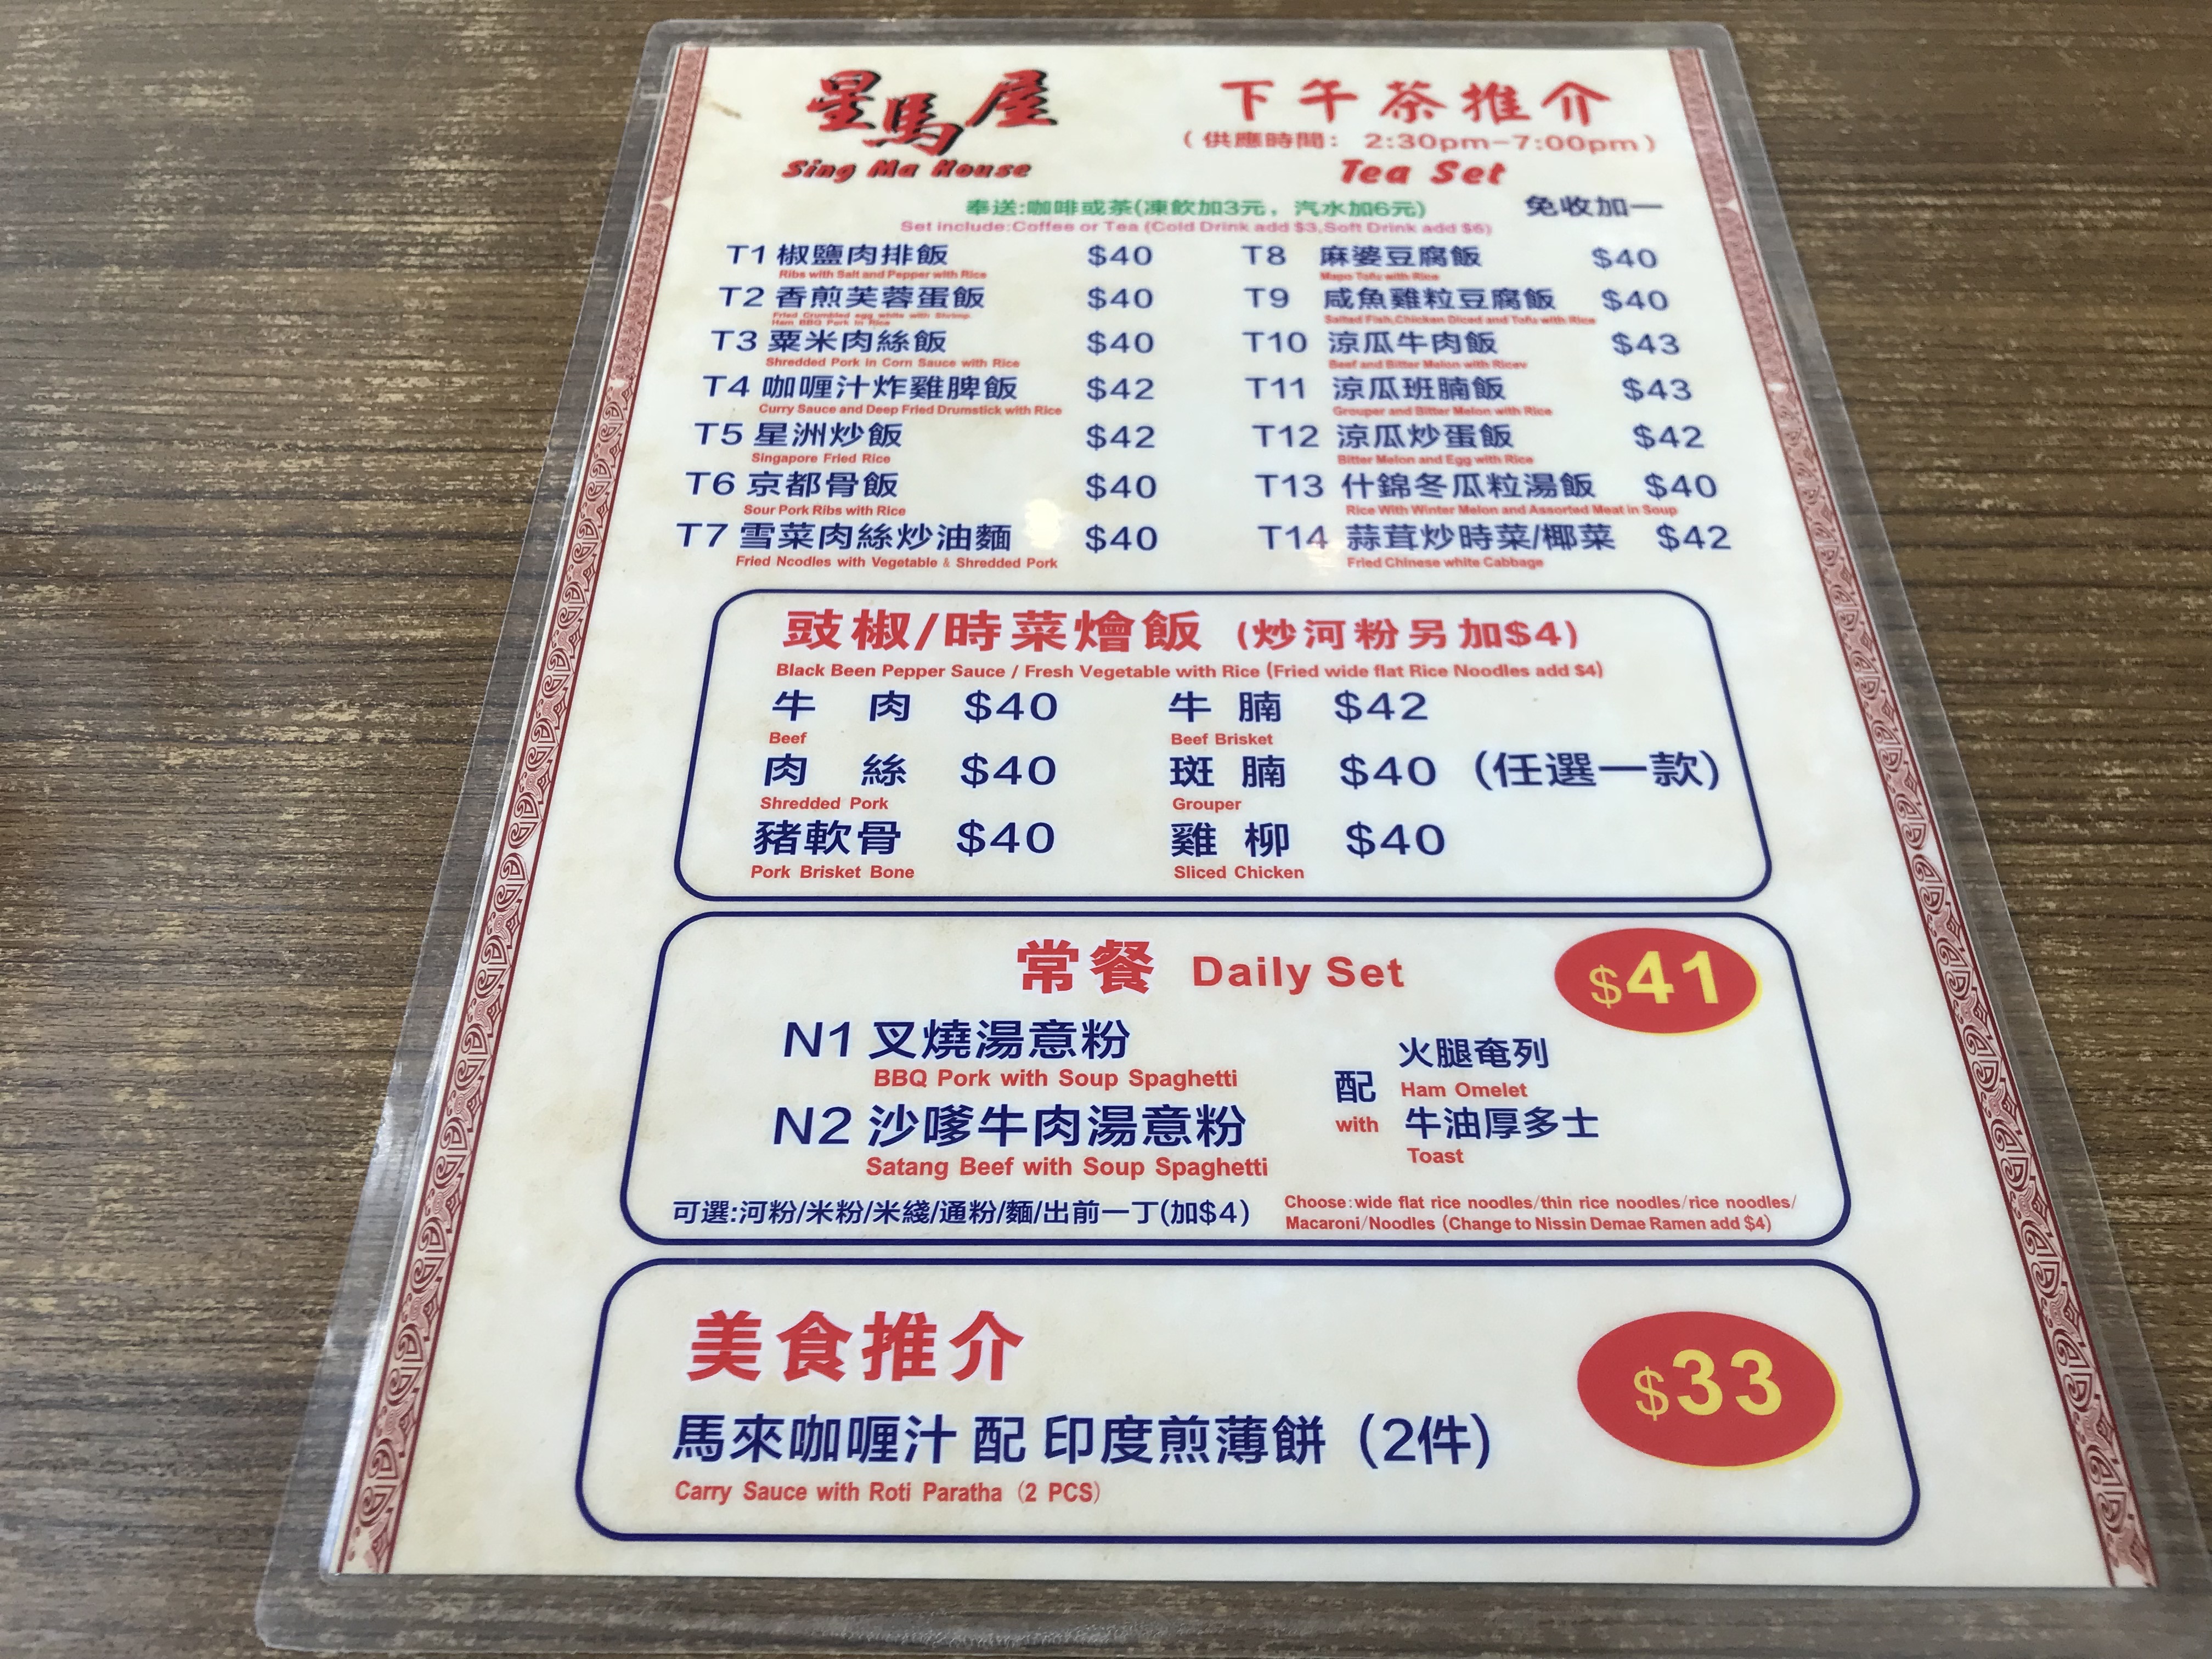 星馬屋
Sing Ma House
下午茶推介
(供應時間: 2:30pm-7:00pm)
Tea Set
奉送:咖啡或茶(凍飲加3元, 汽水加6元)
免收加一
Set include:Coffee or Tea (Cold Drink add $3,Soft Drink add $6)
T1 椒鹽肉排飯 $40
Ribs with Salt and Pepper with Rice
T2 香煎芙蓉蛋飯 $40
Fried Crumbled egg white with Shrimp
Ham BBQ Pork in Rice
T3 粟米肉絲飯 $40
Shredded Pork in Corn Sauce with Rice
T4 咖喱汁炸雞脾飯 $42
Curry Sauce and Deep Fried Drumstick with Rice
T5 星洲炒飯 $42
Singapore Fried Rice
T6 京都骨飯 $40
Sour Pork Ribs with Rice
T7 雪菜肉絲炒油麵 $40
Fried Ncodles with Vegetable & Shredded Pork
T8 麻婆豆腐飯 $40
Mapo Tofu with Rice
T9 咸魚雞粒豆腐飯 $40
Salted Fish,Chicken Diced and Tofu with Rice
T10 涼瓜牛肉飯 $43
Beef and Bitter Melon with Ricev
T11 涼瓜班腩飯 $43
Grouper and Bitter Melon with Rice
T12 涼瓜炒蛋飯 $42
Bitter Melon and Egg with Rice
T13 什錦冬瓜粒湯飯 $40
Rice With Winter Melon and Assorted Meat in Soup
T14 蒜茸炒時菜/椰菜 $42
Fried Chinese white Cabbage
豉椒/時菜燴飯 (炒河粉另加$4)
Black Been Pepper Sauce / Fresh Vegetable with Rice (Fried wide flat Rice Noodles add $4)
牛 肉 $40 牛 腩 $42
Beef Beef Brisket
肉 絲 $40 斑 腩 $40 (任選一款)
Shredded Pork Grouper
豬軟骨 $40 雞 柳 $40
Pork Brisket Bone Sliced Chicken
常餐 Daily Set
$41
N1 叉燒湯意粉
BBQ Pork with Soup Spaghetti
N2 沙嗲牛肉湯意粉
Satang Beef with Soup Spaghetti
配
with
火腿奄列
Ham Omelet
牛油厚多士
Toast
可選:河粉/米粉/米綫/通粉/麵/出前一丁(加$4)
Choose:wide flat rice noodles/thin rice noodles/rice noodles/
Macaroni/Noodles (Change to Nissin Demae Ramen add $4)
美食推介
$33
馬來咖喱汁 配 印度煎薄餅 (2件)
Carry Sauce with Roti Paratha (2 PCS)